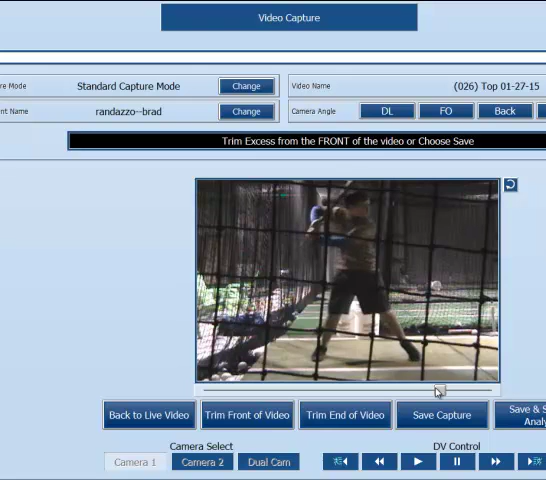 Video Capture
re Mode Standard Capture Mode Change Video Name (026) Top 01-27-15
nt Name randazzo--brad Change Camera Angle DL FO Back
Trim Excess from the FRONT of the video or Choose Save
Back to Live Video Trim Front of Video Trim End of Video Save Capture Save & S
Analy
Camera Select DV Control
Camera 1 Camera 2 Dual Cam